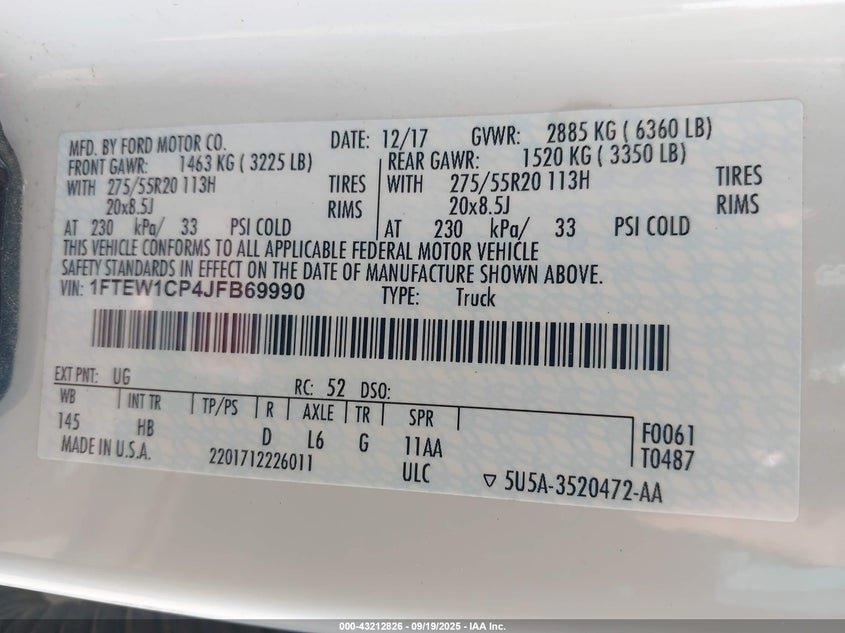 MFD. BY FORD MOTOR CO. DATE: 12/17 GVWR: 2885 KG ( 6360 LB)
FRONT GAWR: 1463 KG ( 3225 LB) REAR GAWR: 1520 KG ( 3350 LB)
WITH 275/55R20 113H TIRES WITH 275/55R20 113H TIRES
20x8.5J RIMS 20x8.5J RIMS
AT 230 kPa/ 33 PSI COLD AT 230 kPa/ 33 PSI COLD
THIS VEHICLE CONFORMS TO ALL APPLICABLE FEDERAL MOTOR VEHICLE
SAFETY STANDARDS IN EFFECT ON THE DATE OF MANUFACTURE SHOWN ABOVE.
VIN: 1FTEW1CP4JFB69990 TYPE: Truck
EXT PNT: UG RC: 52 DSO:
WB INT TR TP/PS R AXLE TR SPR
145 HB D L6 G 11AA F0061
MADE IN U.S.A. 2201712226011 ULC T0487
5U5A-3520472-AA
000-43212826 - 09/19/2025 - IAA Inc.